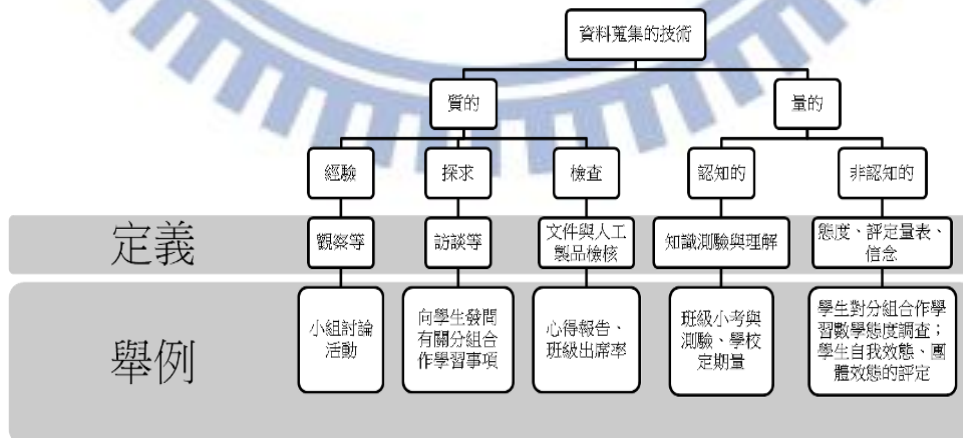 資料蒐集的技術
質的
量的
經驗
探求
檢查
認知的
非認知的
定義
觀察等
訪談等
文件與人工
製品檢核
知識測驗與理解
態度、評定量表、
信念
舉例
小組討論
活動
向學生發問
有關分組合
作學習事項
心得報告、
班級出席率
班級小考與
測驗、學校
定期量
學生對分組合作學
習數學態度調查；
學生自我效態、團
體效態的評定